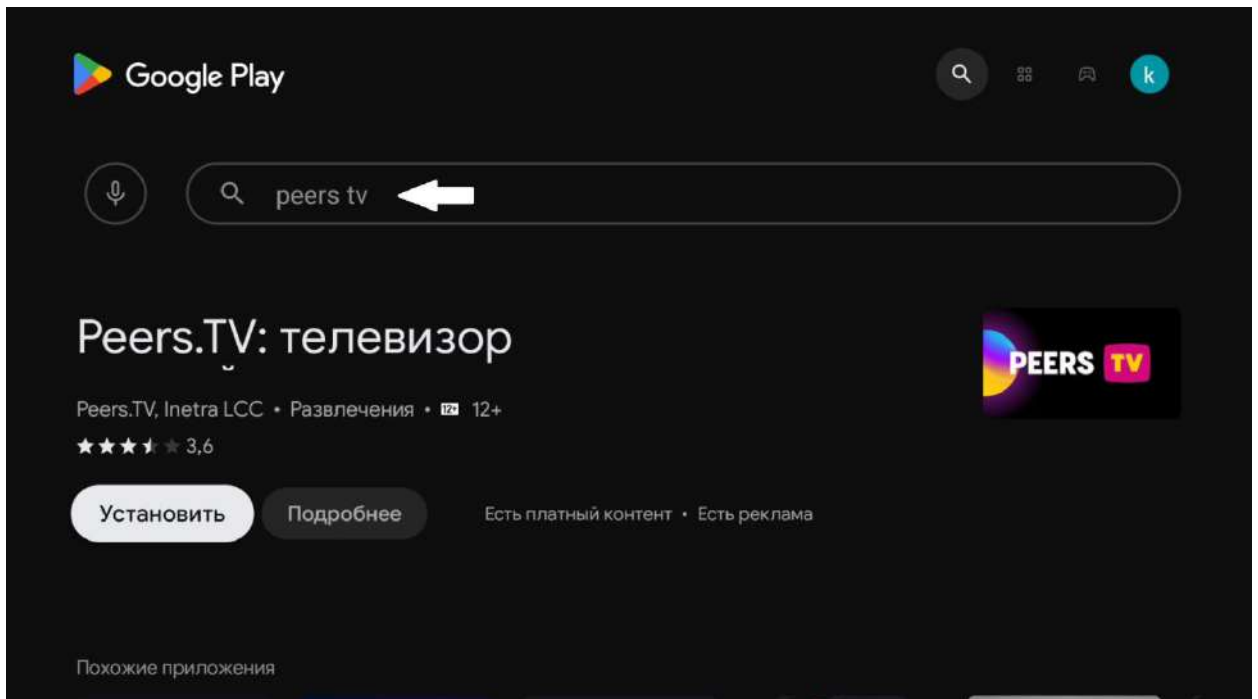 Google Play
k
peers tv
Peers.TV: телевизор
PEERS TV
Peers.TV, Inetra LCC • Развлечения • 12+ 12+
3,6
Установить
Подробнее
Есть платный контент • Есть реклама
Похожие приложения